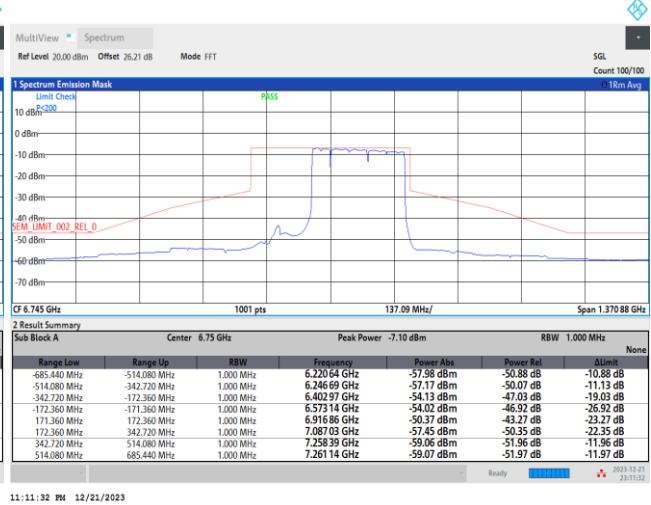 MultiView Spectrum
Ref Level 20.00 dBm Offset 26.21 dB Mode FFT SGL
Count 100/100
1 Spectrum Emission Mask 1Rm Avg
Limit Check PASS
P<200
10 dBm
0 dBm
-10 dBm
-20 dBm
-30 dBm
-40 dBm
SEM_LIMIT_002_REL_0
-50 dBm
-60 dBm
-70 dBm
CF 6.745 GHz 1001 pts 137.09 MHz/ Span 1.370 88 GHz
2 Result Summary
Sub Block A Center 6.75 GHz Peak Power -7.10 dBm RBW 1.000 MHz
None
Range Low Range Up RBW Frequency Power Abs Power Rel ΔLimit
-685.440 MHz -514.080 MHz 1.000 MHz 6.220 64 GHz -57.98 dBm -50.88 dB -10.88 dB
-514.080 MHz -342.720 MHz 1.000 MHz 6.246 69 GHz -57.17 dBm -50.07 dB -11.13 dB
-342.720 MHz -172.360 MHz 1.000 MHz 6.402 97 GHz -54.13 dBm -47.03 dB -19.03 dB
-172.360 MHz -171.360 MHz 1.000 MHz 6.573 14 GHz -54.02 dBm -46.92 dB -26.92 dB
171.360 MHz 172.360 MHz 1.000 MHz 6.916 86 GHz -50.37 dBm -43.27 dB -23.27 dB
172.360 MHz 342.720 MHz 1.000 MHz 7.087 03 GHz -57.45 dBm -50.35 dB -22.35 dB
342.720 MHz 514.080 MHz 1.000 MHz 7.258 39 GHz -59.06 dBm -51.96 dB -11.96 dB
514.080 MHz 685.440 MHz 1.000 MHz 7.261 14 GHz -59.07 dBm -51.97 dB -11.97 dB
Ready 2023-12-21
23:11:32
11:11:32 PM 12/21/2023